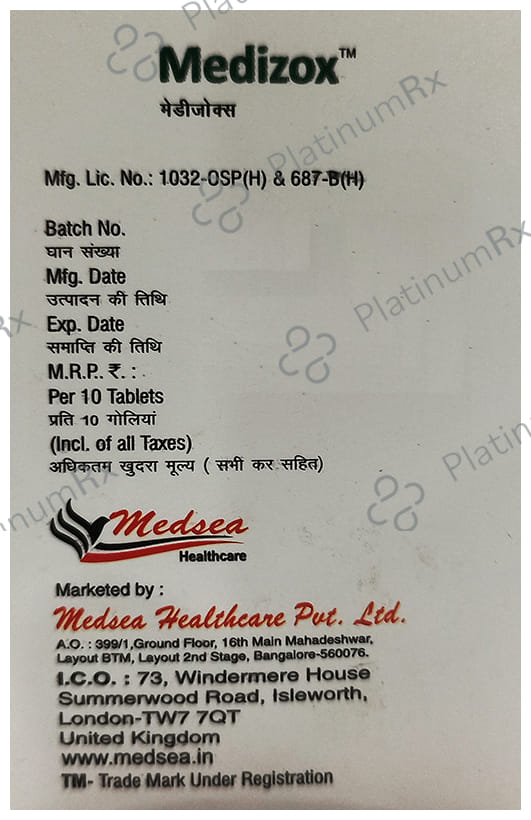 PlatinumRx
Medizox™
मेडीजोक्स
PlatinumRx
Mfg. Lic. No.: 1032-OSP(H) & 687-B(H)
Batch No.
घान संख्या
Mfg. Date
उत्पादन की तिथि
PlatinumRx
Exp. Date
समाप्ति की तिथि
M.R.P.. ₹. :
Per 10 Tablets
प्रति 10 गोलियां
(Incl. of all Taxes)
अधिकतम खुदरा मूल्य ( सभी कर सहित)
Medsea
Healthcare
Marketed by :
Medsea Healthcare Pvt. Ltd.
A.O. : 399/1,Ground Floor, 16th Main Mahadeshwar,
Layout BTM, Layout 2nd Stage, Bangalore-560076.
I.C.O. : 73, Windermere House
Summerwood Road, Isleworth,
London-TW7 7QT
United Kingdom
www.medsea.in
TM- Trade Mark Under Registration